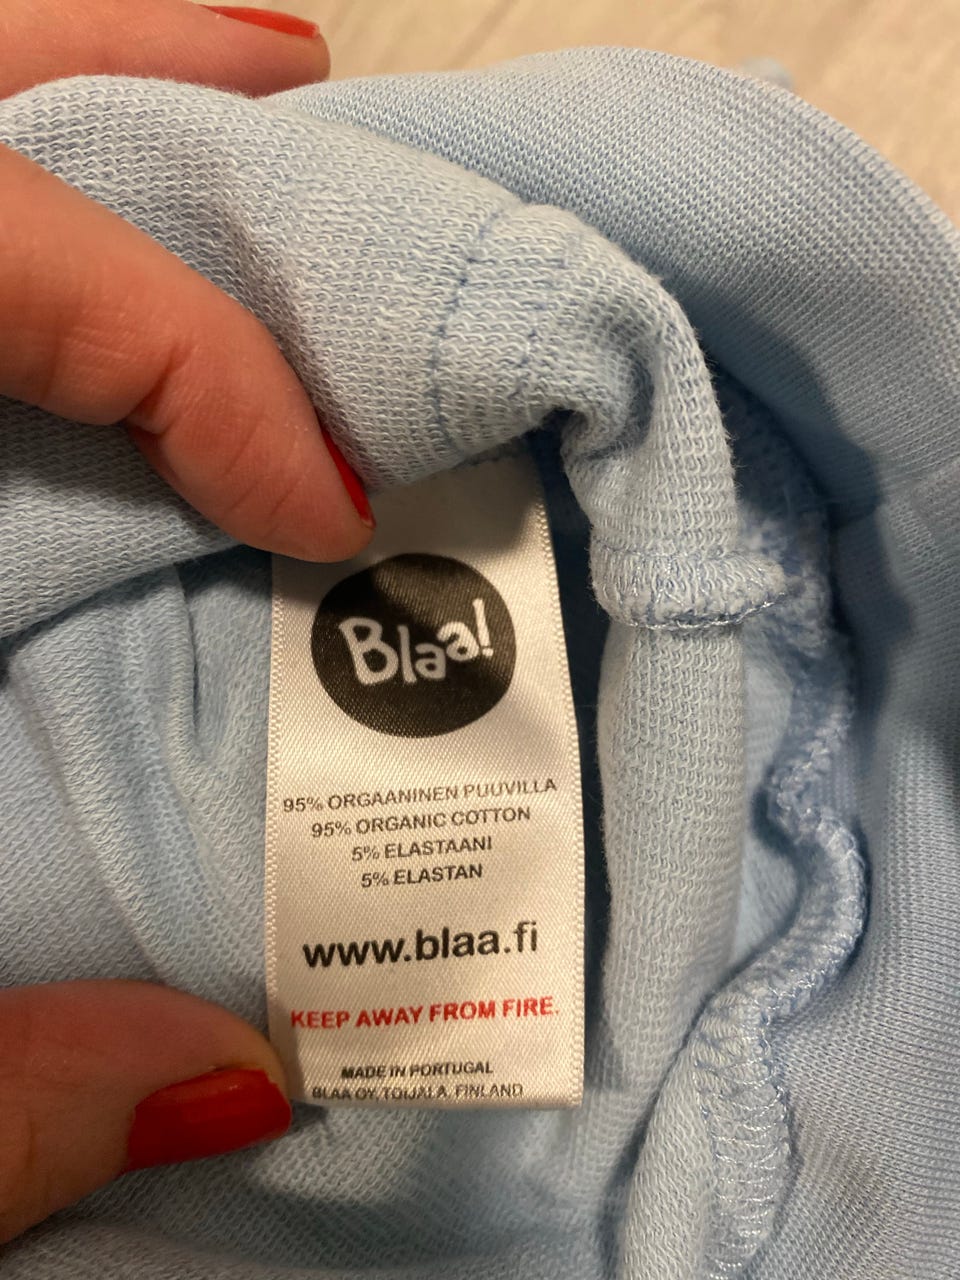 Blaa!
95% ORGAANINEN PUUVILLA
95% ORGANIC COTTON
5% ELASTAANI
5% ELASTAN
www.blaa.fi
KEEP AWAY FROM FIRE.
MADE IN PORTUGAL
BLAA OY, TOIJALA, FINLAND